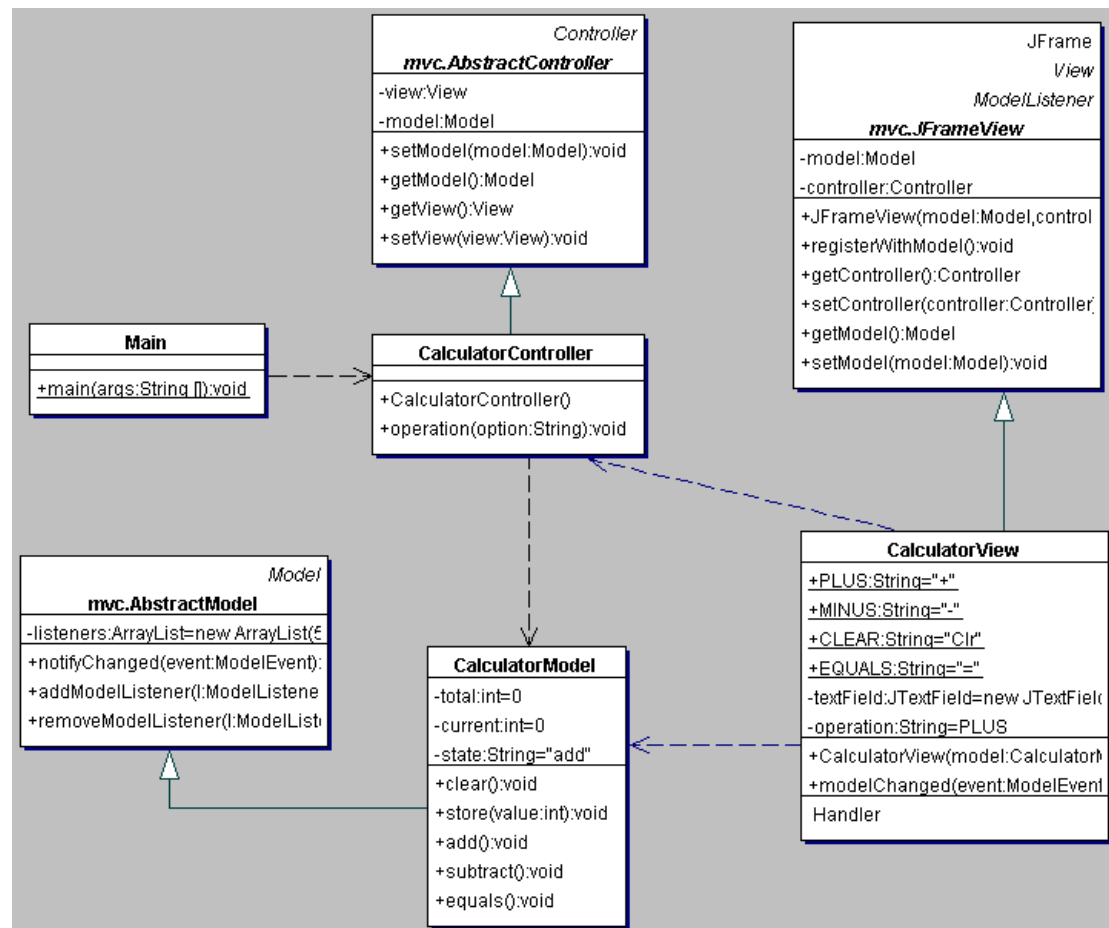 Controller
mvc.AbstractController
-view:View
-model:Model
+setModel(model:Model):void
+getModel():Model
+getView():View
+setView(view:View):void
JFrame
View
ModelListener
mvc.JFrameView
-model:Model
-controller:Controller
+JFrameView(model:Model,control
+registerWithModel():void
+getController():Controller
+setController(controller:Controller)
+getModel():Model
+setModel(model:Model):void
Main
+main(args:String []):void
CalculatorController
+CalculatorController()
+operation(option:String):void
Model
mvc.AbstractModel
-listeners:ArrayList=new ArrayList(5
+notifyChanged(event:ModelEvent):
+addModelListener(l:ModelListene
+removeModelListener(l:ModelListe
CalculatorModel
-total:int=0
-current:int=0
-state:String="add"
+clear():void
+store(value:int):void
+add():void
+subtract():void
+equals():void
CalculatorView
+PLUS:String="+"
+MINUS:String="-"
+CLEAR:String="Clr"
+EQUALS:String="="
-textField:JTextField=new JTextField
-operation:String=PLUS
+CalculatorView(model:CalculatorM
+modelChanged(event:ModelEvent
Handler